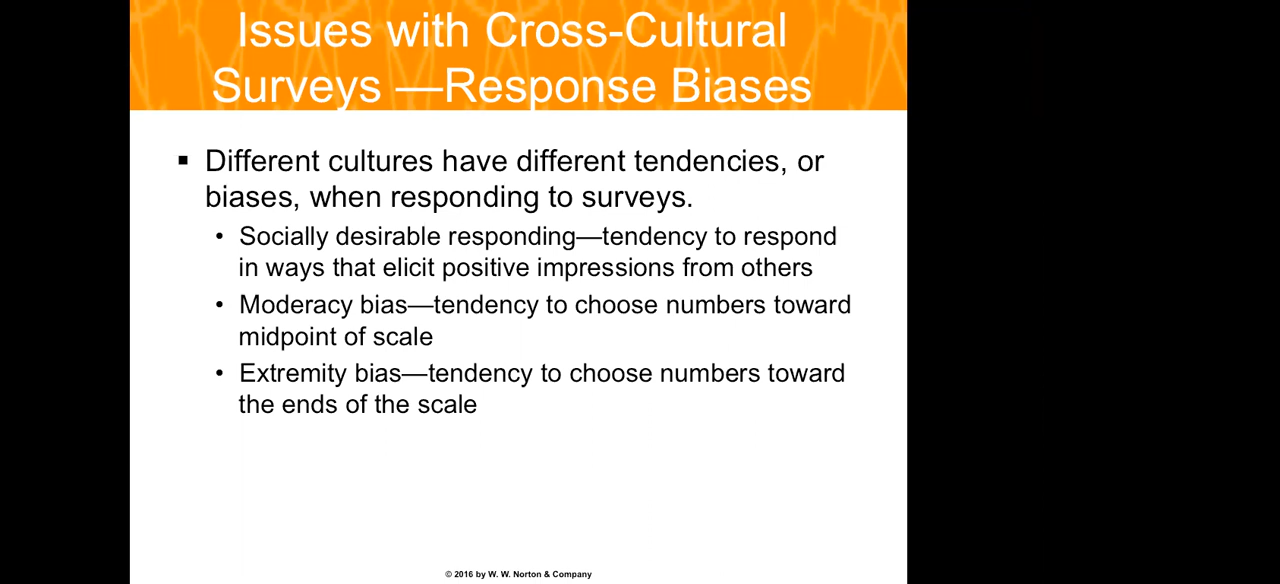 Issues with Cross-Cultural
Surveys —Response Biases
▪ Different cultures have different tendencies, or
biases, when responding to surveys.
• Socially desirable responding—tendency to respond
in ways that elicit positive impressions from others
• Moderacy bias—tendency to choose numbers toward
midpoint of scale
• Extremity bias—tendency to choose numbers toward
the ends of the scale
© 2016 by W. W. Norton & Company